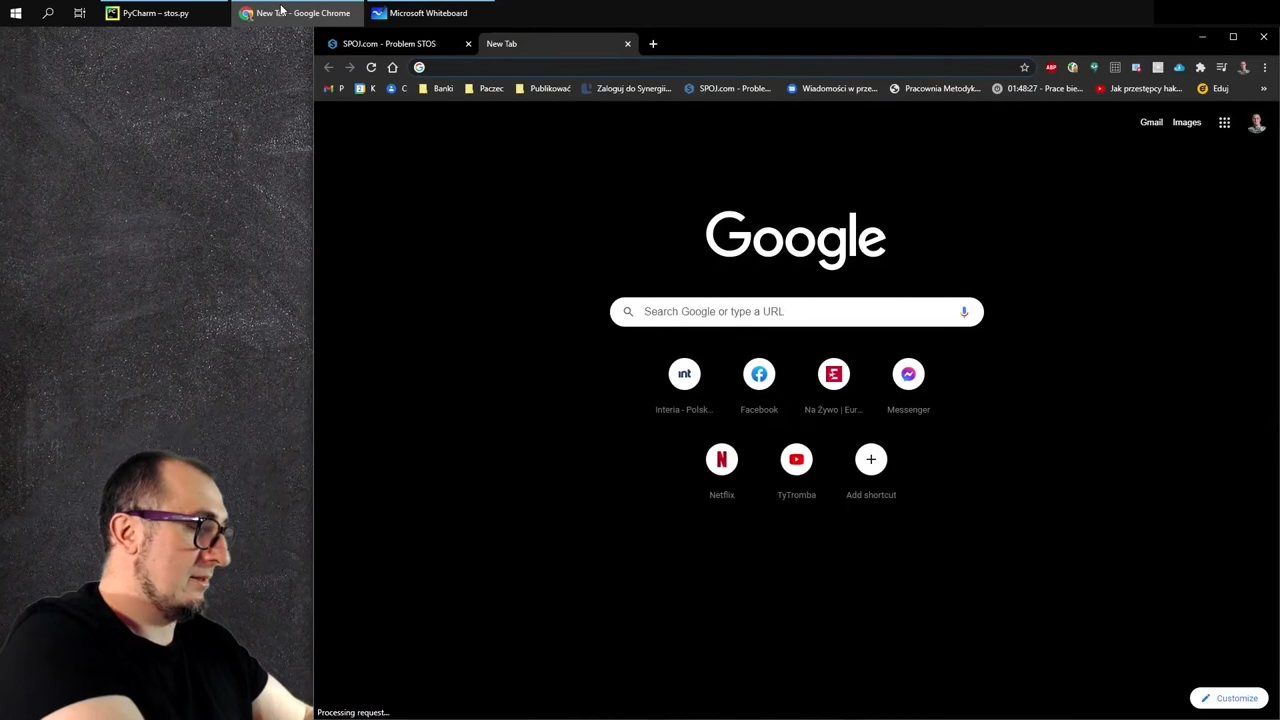 PyCharm – stos.py
New Tab - Google Chrome
Microsoft Whiteboard
SPOJ.com - Problem STOS
New Tab
P
K
C
Banki
Paczec
Publikować
Zaloguj do Synergii...
SPOJ.com - Proble...
Wiadomości w prze...
Pracownia Metodyk...
01:48:27 - Prace bie...
Jak przestępcy hak...
Eduj
Gmail
Images
Google
Search Google or type a URL
Interia - Polsk...
Facebook
Na Żywo | Eur...
Messenger
Netflix
TyTromba
Add shortcut
Customize
Processing request...